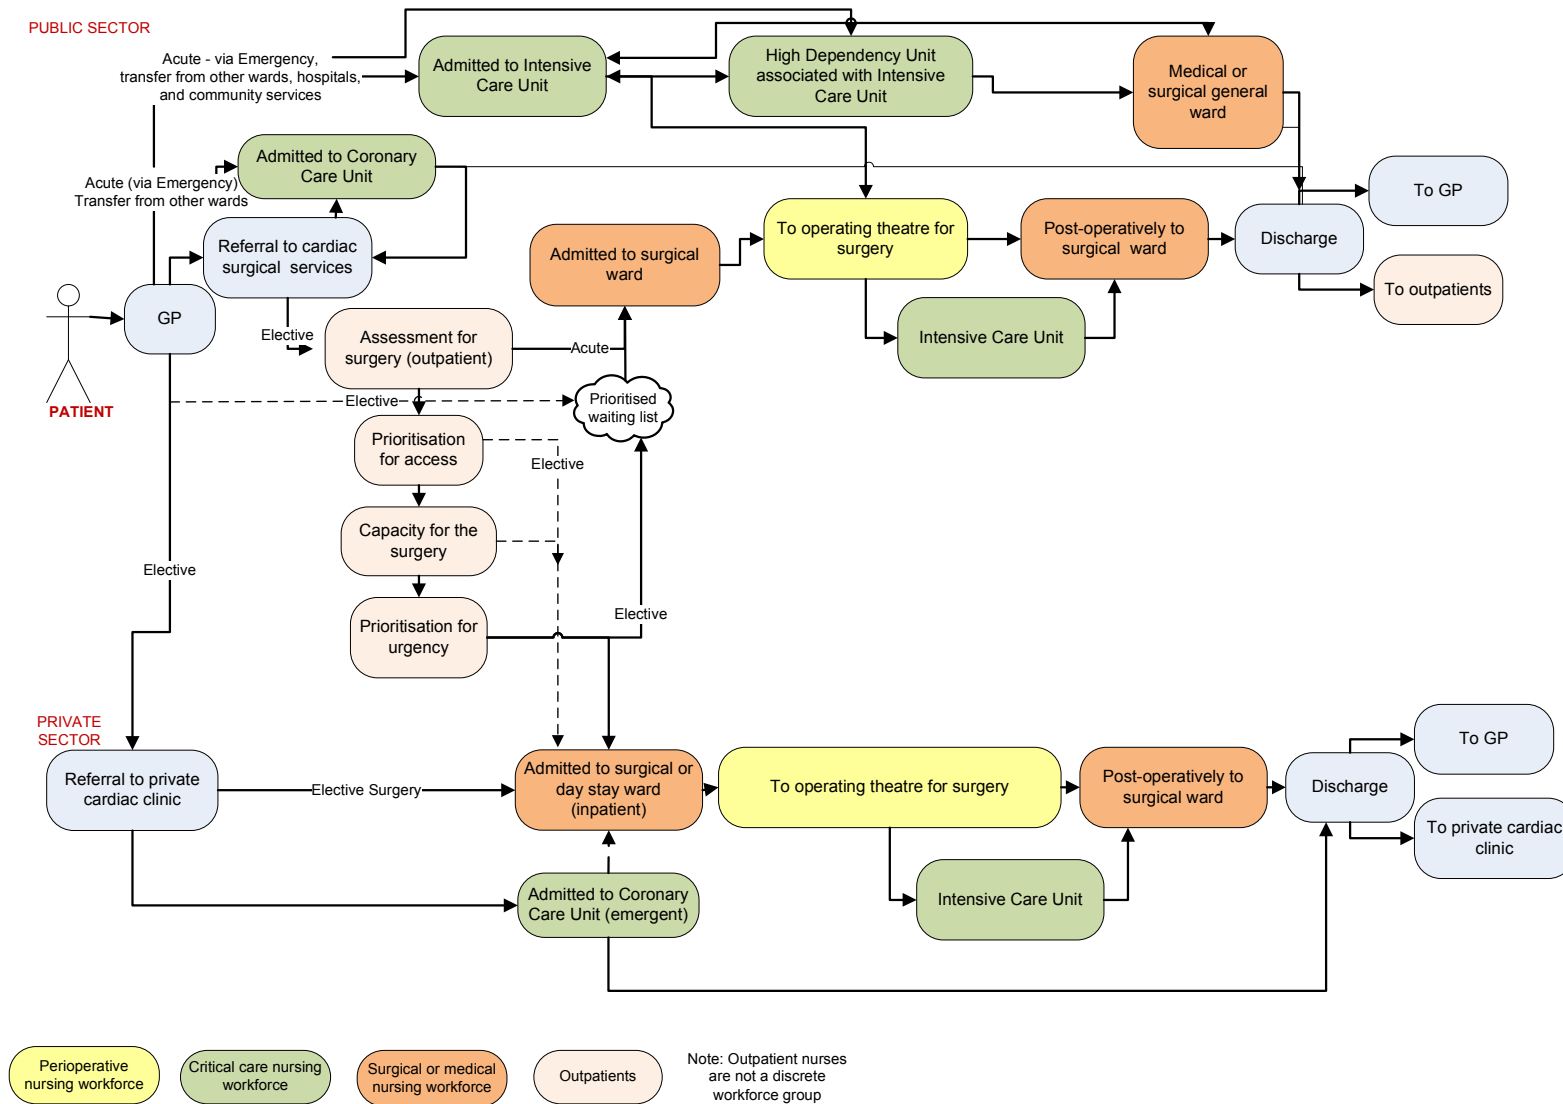 PUBLIC SECTOR
Acute - via Emergency,
transfer from other wards, hospitals,
and community services
Admitted to Intensive
Care Unit
High Dependency Unit
associated with Intensive
Care Unit
Medical or
surgical general
ward
Admitted to Coronary
Care Unit
Acute (via Emergency)
Transfer from other wards
To GP
Referral to cardiac
surgical services
Admitted to surgical
ward
To operating theatre for
surgery
Post-operatively to
surgical ward
Discharge
To outpatients
GP
PATIENT
Elective
Assessment for
surgery (outpatient)
Acute
Intensive Care Unit
Elective
Prioritised
waiting list
Prioritisation
for access
Elective
Capacity for the
surgery
Elective
Prioritisation for
urgency
Elective
PRIVATE
SECTOR
Referral to private
cardiac clinic
Elective Surgery
Admitted to surgical or
day stay ward
(inpatient)
To operating theatre for surgery
Post-operatively to
surgical ward
Discharge
To GP
To private cardiac
clinic
Admitted to Coronary
Care Unit (emergent)
Intensive Care Unit
Perioperative
nursing workforce
Critical care nursing
workforce
Surgical or medical
nursing workforce
Outpatients
Note: Outpatient nurses
are not a discrete
workforce group